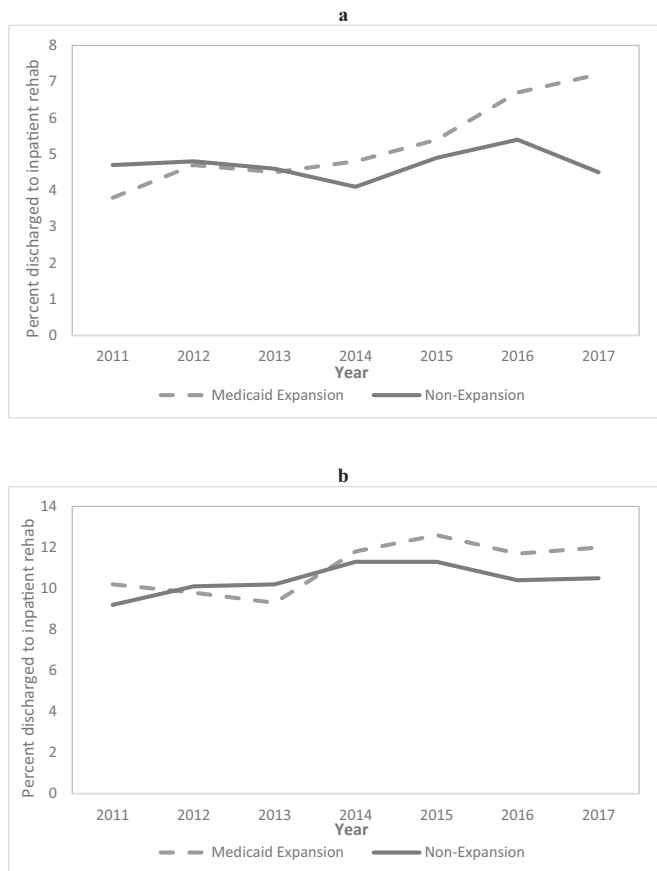 a
Percent discharged to inpatient rehab
8
7
6
5
4
3
2
1
0
2011 2012 2013 2014 2015 2016 2017
Year
Medicaid Expansion Non-Expansion
b
Percent discharged to inpatient rehab
14
12
10
8
6
4
2
0
2011 2012 2013 2014 2015 2016 2017
Year
Medicaid Expansion Non-Expansion